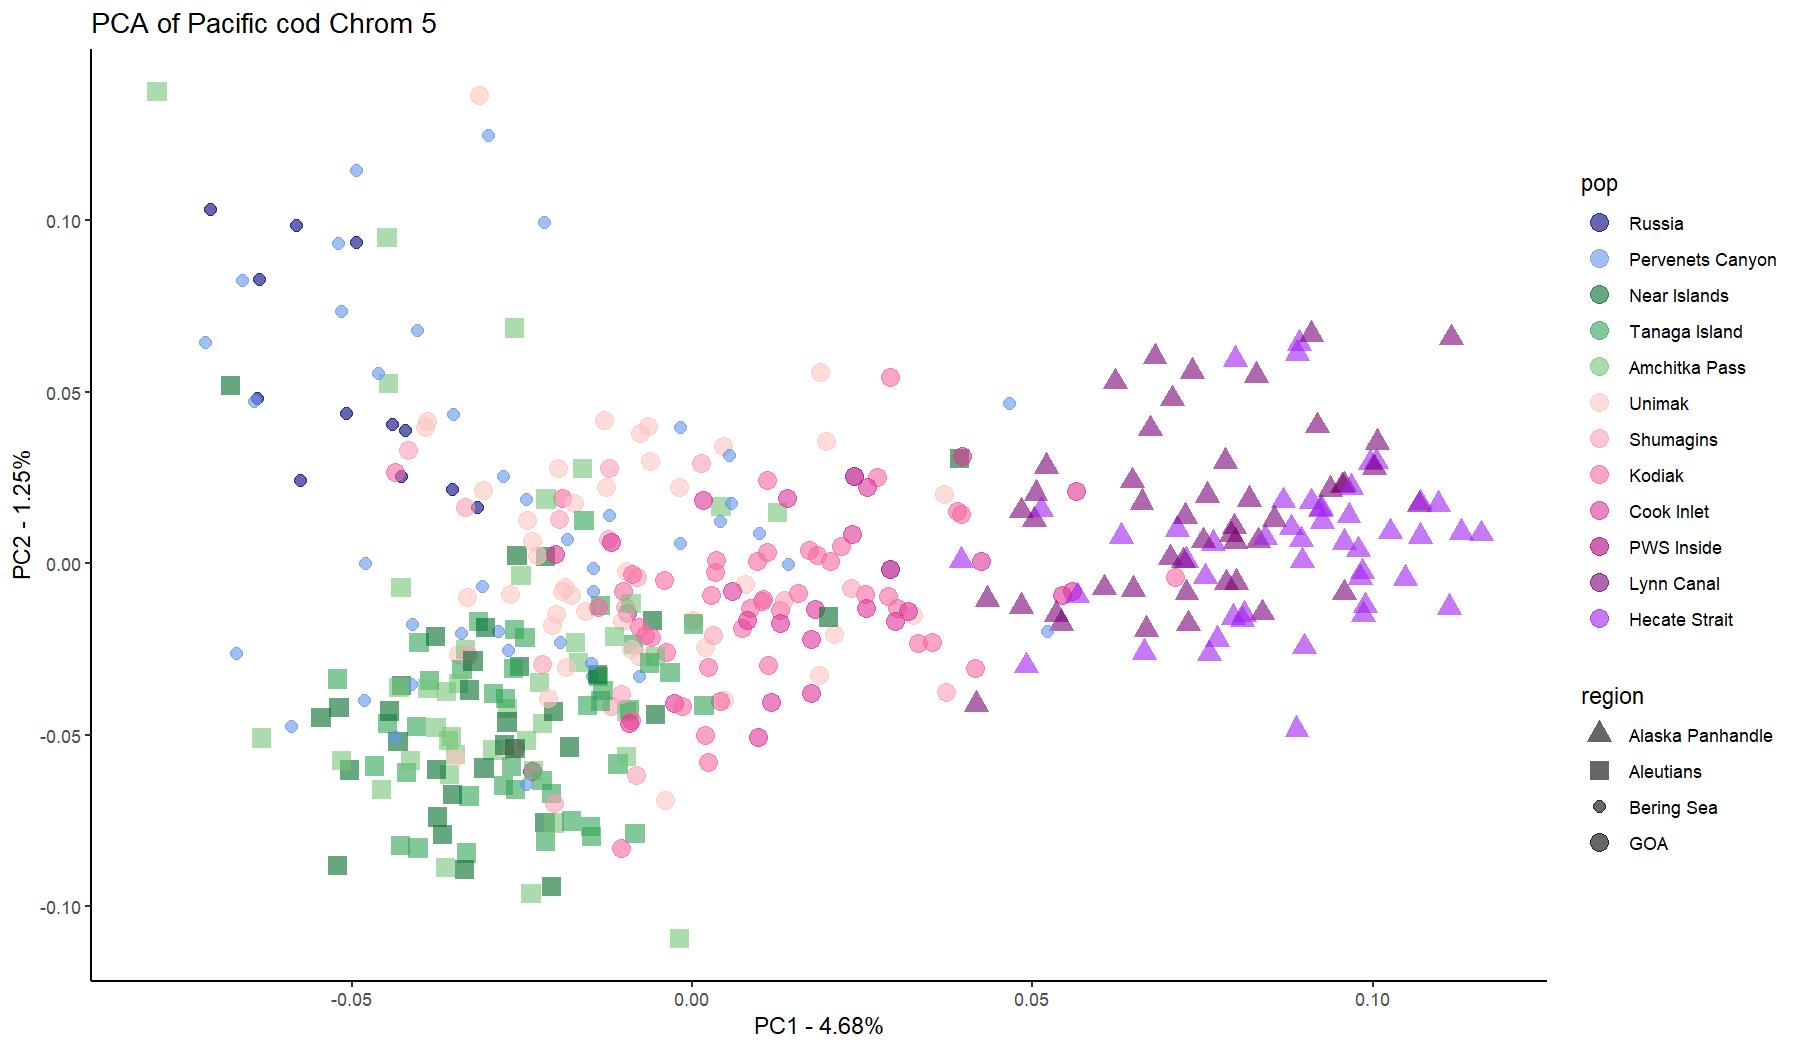 PCA of Pacific cod Chrom 5
PC2 - 1.25%
0.10
0.05
0.00
-0.05
-0.10
-0.05
0.00
0.05
0.10
PC1 - 4.68%
pop
Russia
Pervenets Canyon
Near Islands
Tanaga Island
Amchitka Pass
Unimak
Shumagins
Kodiak
Cook Inlet
PWS Inside
Lynn Canal
Hecate Strait
region
Alaska Panhandle
Aleutians
Bering Sea
GOA